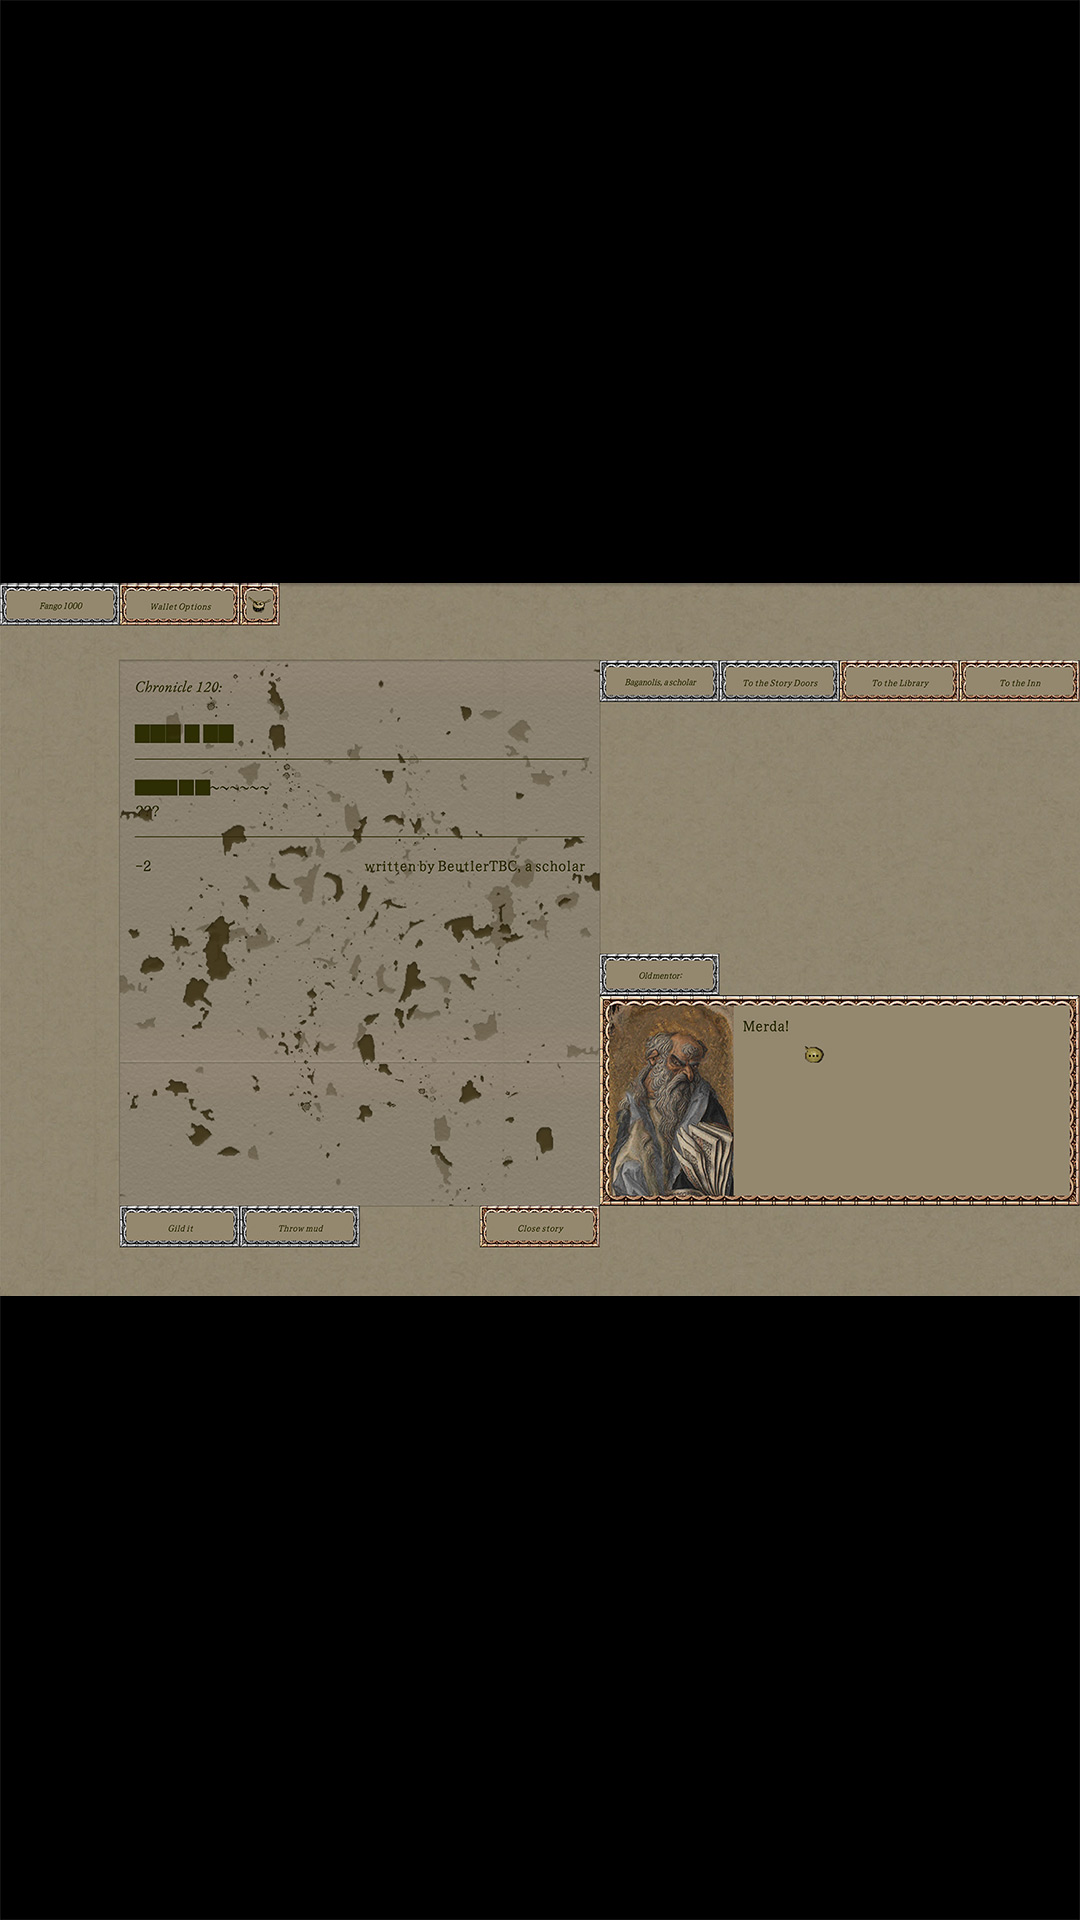 Fango 1000
Wallet Options
Chronicle 120:
~~~~~~
???
-2
written by BeutlerTBC, a scholar
Gild it
Throw mud
Close story
Baganolis, a scholar
To the Story Doors
To the Library
To the Inn
Old mentor:
Merda!